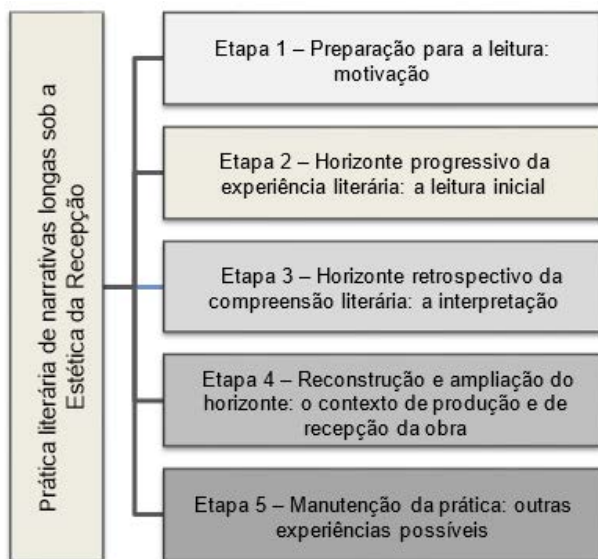 Prática literária de narrativas longas sob a
Estética da Recepção
Etapa 1 – Preparação para a leitura:
motivação
Etapa 2 – Horizonte progressivo da
experiência literária: a leitura inicial
Etapa 3 – Horizonte retrospectivo da
compreensão literária: a interpretação
Etapa 4 – Reconstrução e ampliação do
horizonte: o contexto de produção e de
recepção da obra
Etapa 5 – Manutenção da prática: outras
experiências possíveis